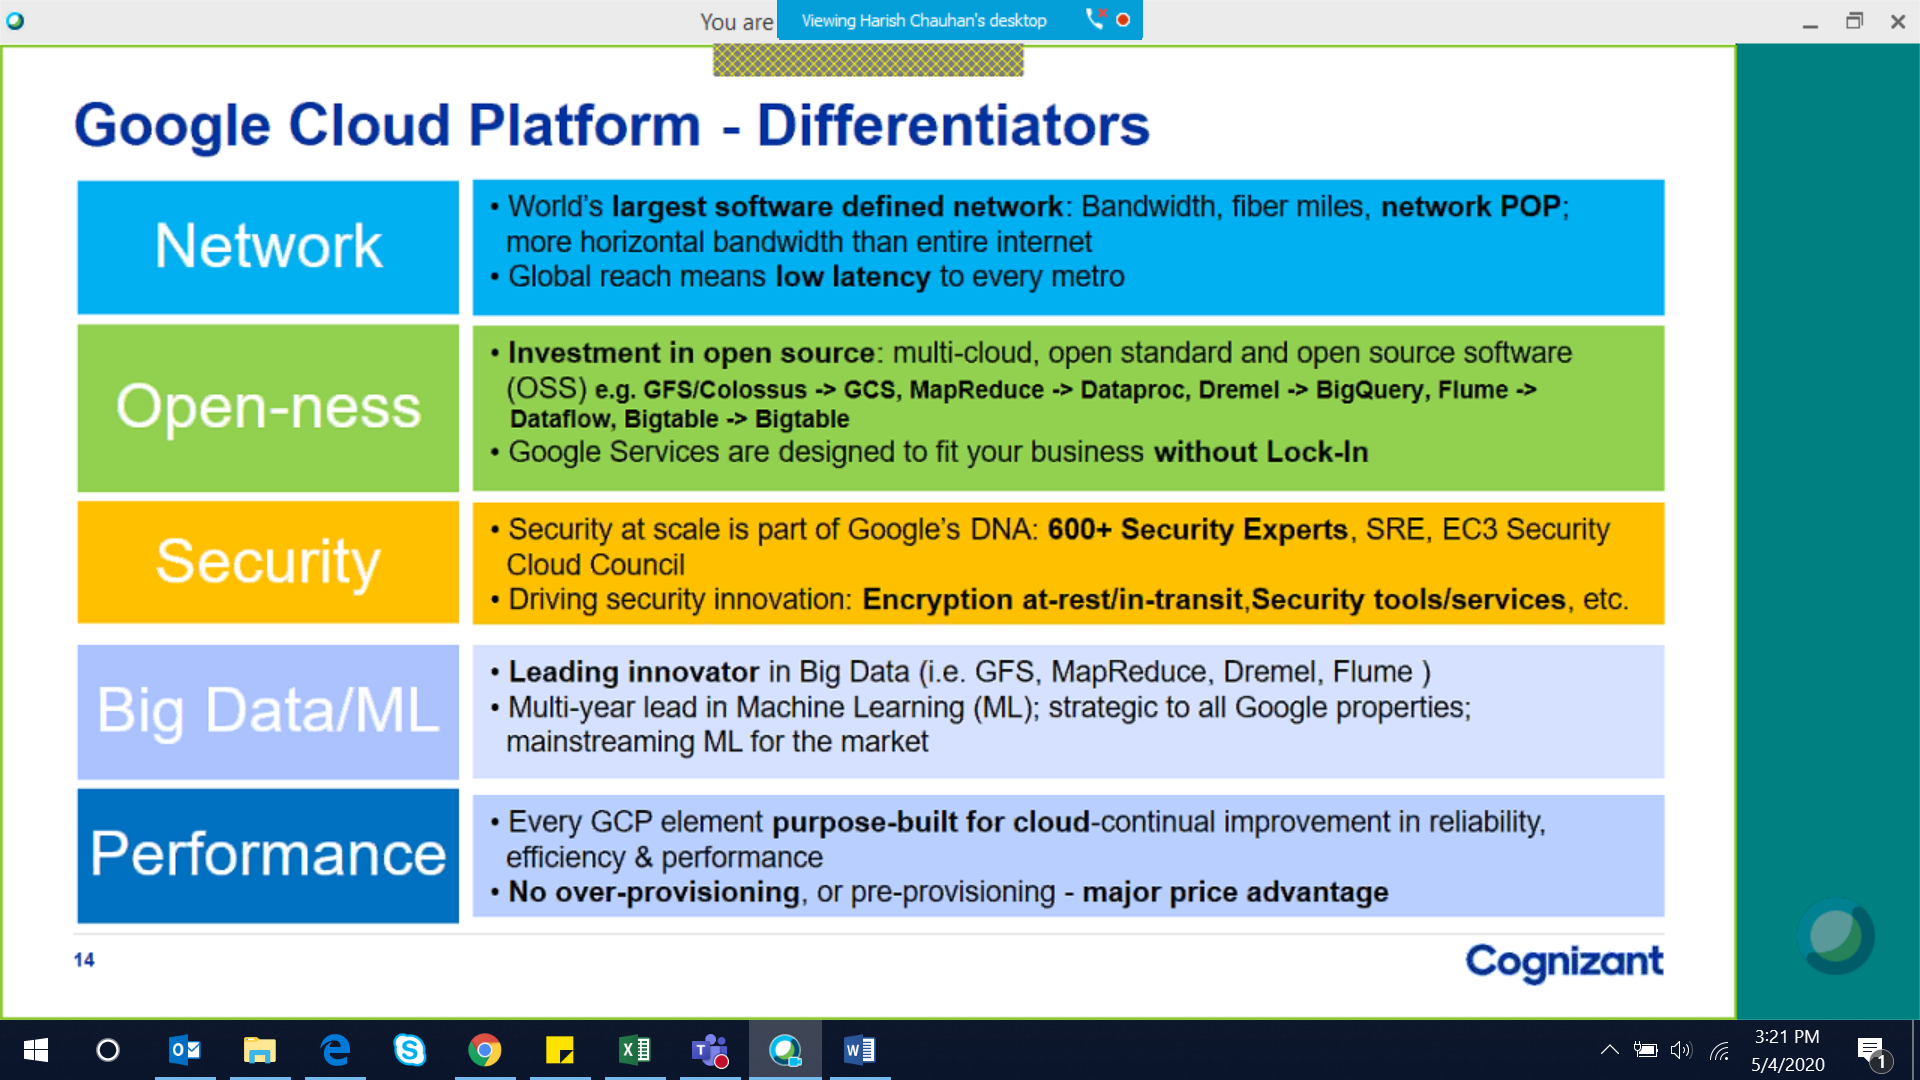 You are
Viewing Harish Chauhan's desktop
Google Cloud Platform - Differentiators
Network
• World's largest software defined network: Bandwidth, fiber miles, network POP;
more horizontal bandwidth than entire internet
• Global reach means low latency to every metro
Open-ness
• Investment in open source: multi-cloud, open standard and open source software
(OSS) e.g. GFS/Colossus -> GCS, MapReduce -> Dataproc, Dremel -> BigQuery, Flume ->
Dataflow, Bigtable -> Bigtable
• Google Services are designed to fit your business without Lock-In
Security
• Security at scale is part of Google's DNA: 600+ Security Experts, SRE, EC3 Security
Cloud Council
• Driving security innovation: Encryption at-rest/in-transit,Security tools/services, etc.
Big Data/ML
• Leading innovator in Big Data (i.e. GFS, MapReduce, Dremel, Flume )
• Multi-year lead in Machine Learning (ML); strategic to all Google properties;
mainstreaming ML for the market
Performance
• Every GCP element purpose-built for cloud-continual improvement in reliability,
efficiency & performance
• No over-provisioning, or pre-provisioning - major price advantage
14
Cognizant
3:21 PM
5/4/2020
1